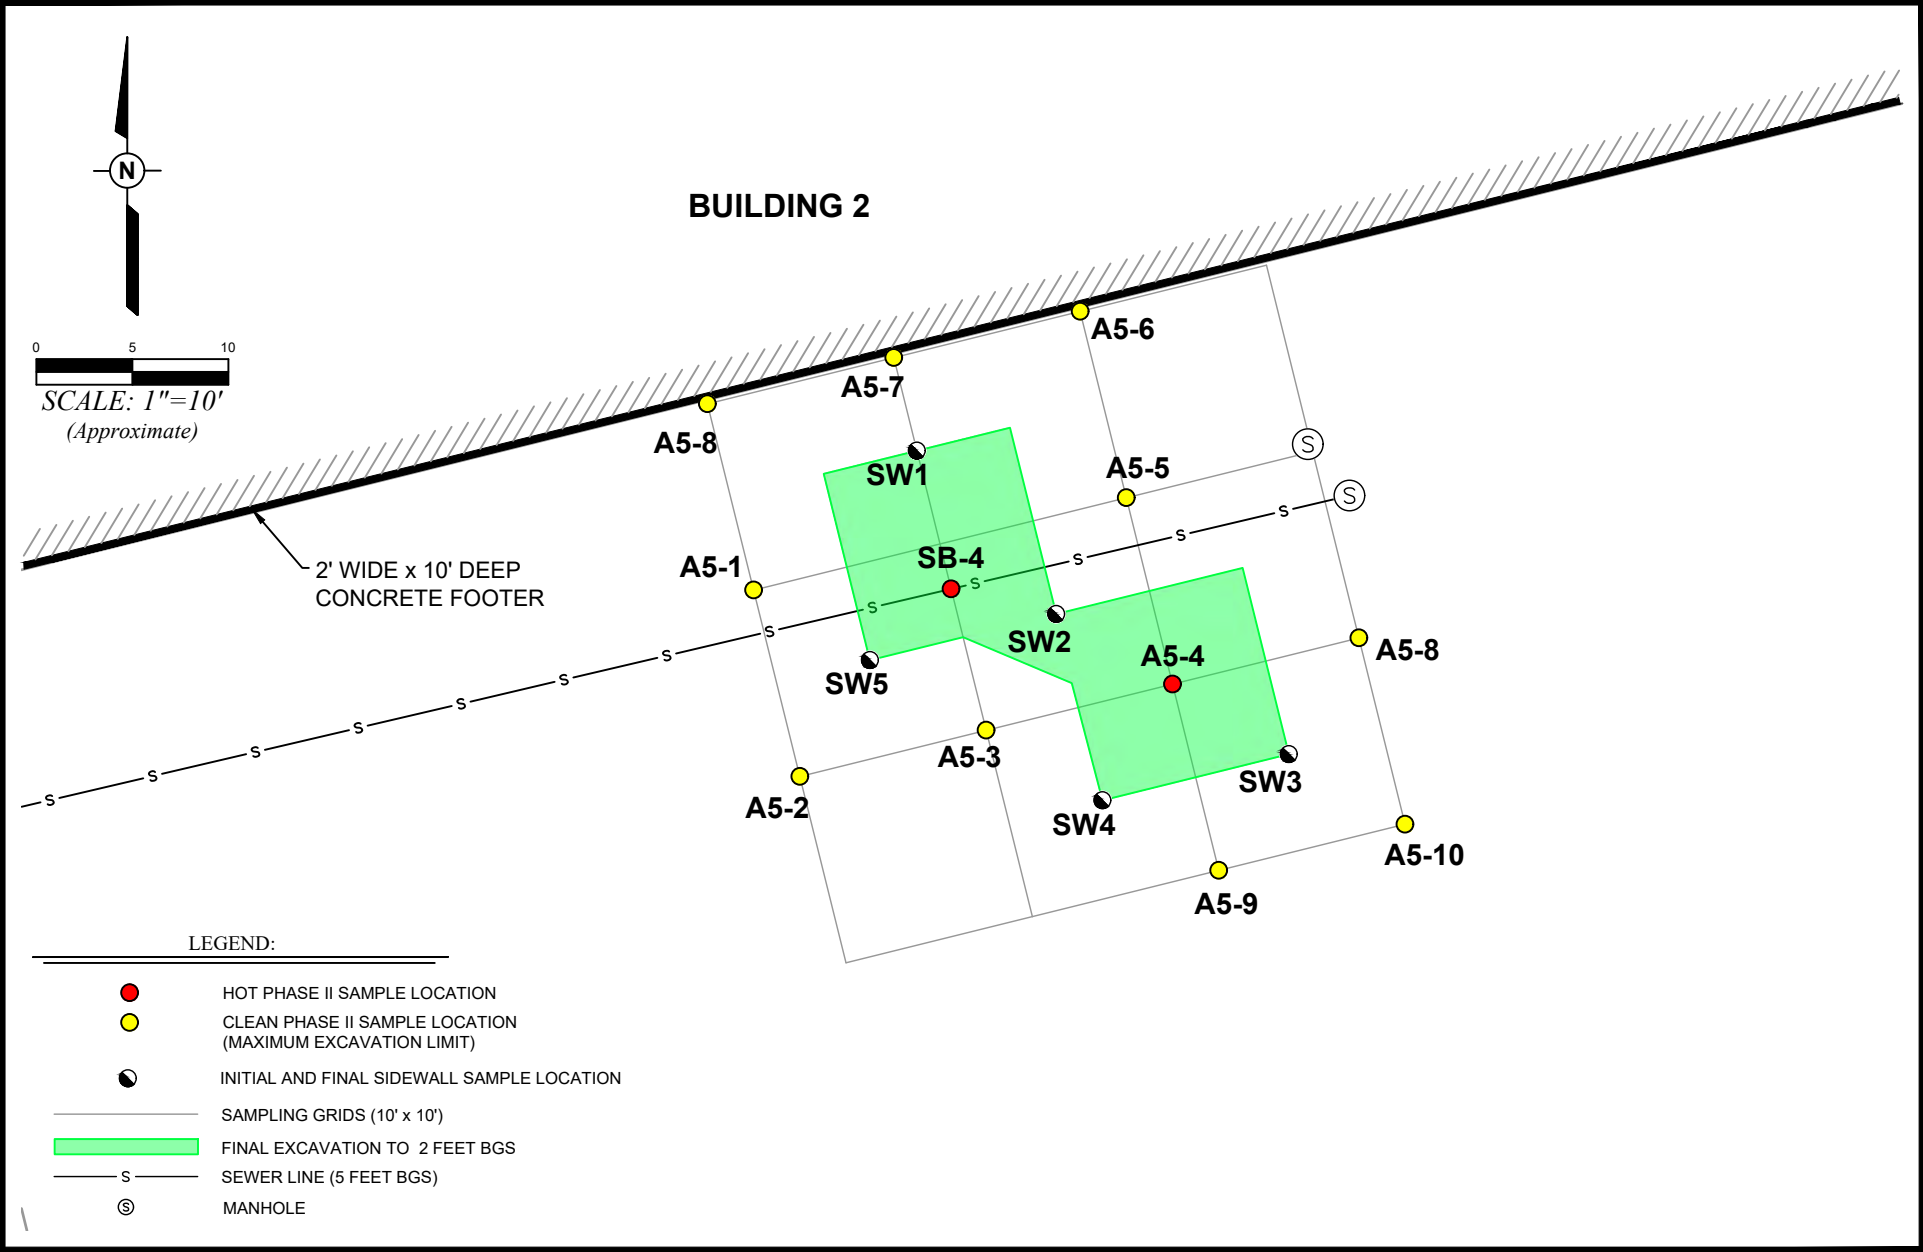 N
BUILDING 2
0 5 10
SCALE: 1"=10'
(Approximate)
A5-6
A5-7
A5-8
SW1
A5-5
S
S
SB-4
A5-1
2' WIDE x 10' DEEP
CONCRETE FOOTER
SW2
A5-4
A5-8
SW5
A5-3
SW3
A5-2
SW4
A5-10
A5-9
S S S S S S S S S S S S S
LEGEND:
HOT PHASE II SAMPLE LOCATION
CLEAN PHASE II SAMPLE LOCATION
(MAXIMUM EXCAVATION LIMIT)
INITIAL AND FINAL SIDEWALL SAMPLE LOCATION
SAMPLING GRIDS (10' x 10')
FINAL EXCAVATION TO 2 FEET BGS
S SEWER LINE (5 FEET BGS)
S MANHOLE